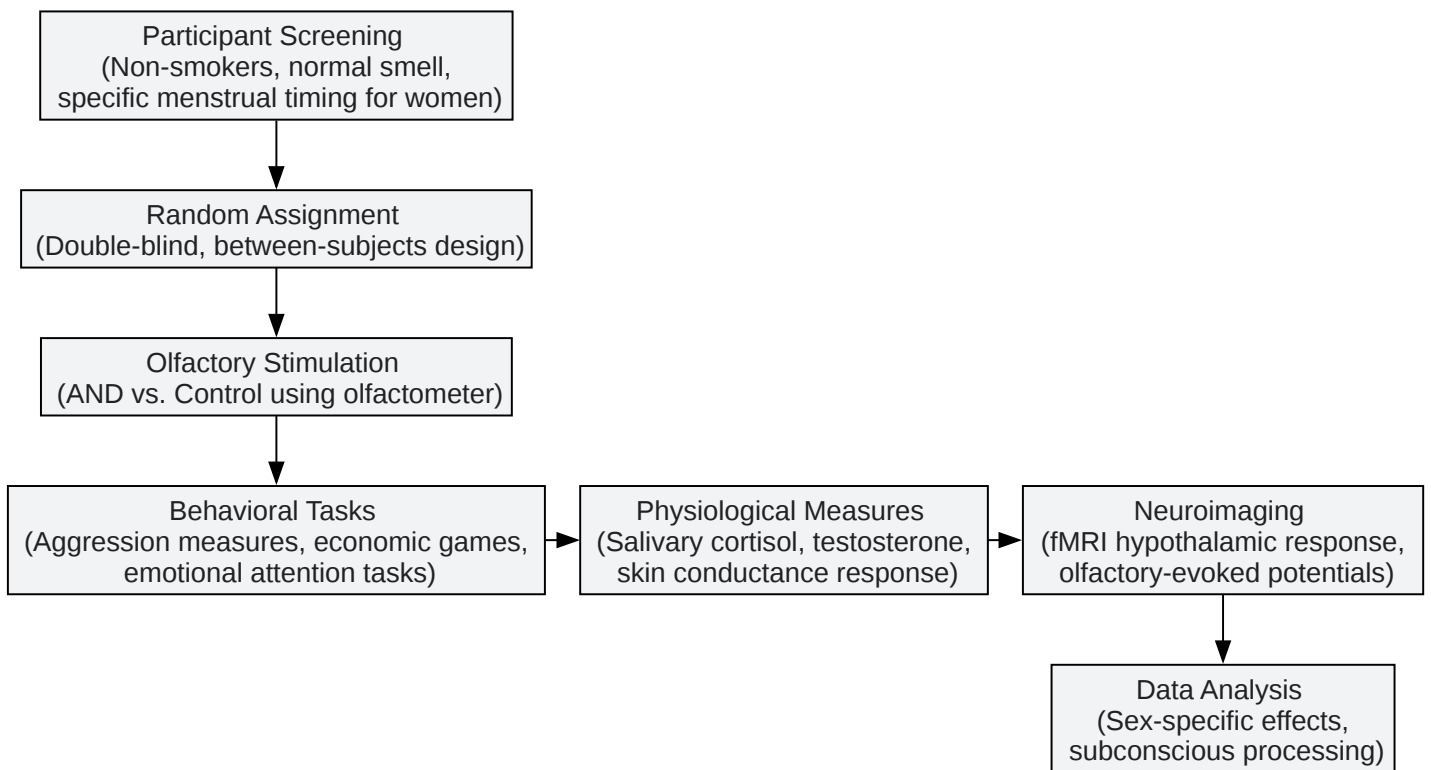 Participant Screening
(Non-smokers, normal smell,
specific menstrual timing for women)
Random Assignment
(Double-blind, between-subjects design)
Olfactory Stimulation
(AND vs. Control using olfactometer)
Behavioral Tasks
(Aggression measures, economic games,
emotional attention tasks)
Physiological Measures
(Salivary cortisol, testosterone,
skin conductance response)
Neuroimaging
(fMRI hypothalamic response,
olfactory-evoked potentials)
Data Analysis
(Sex-specific effects,
subconscious processing)